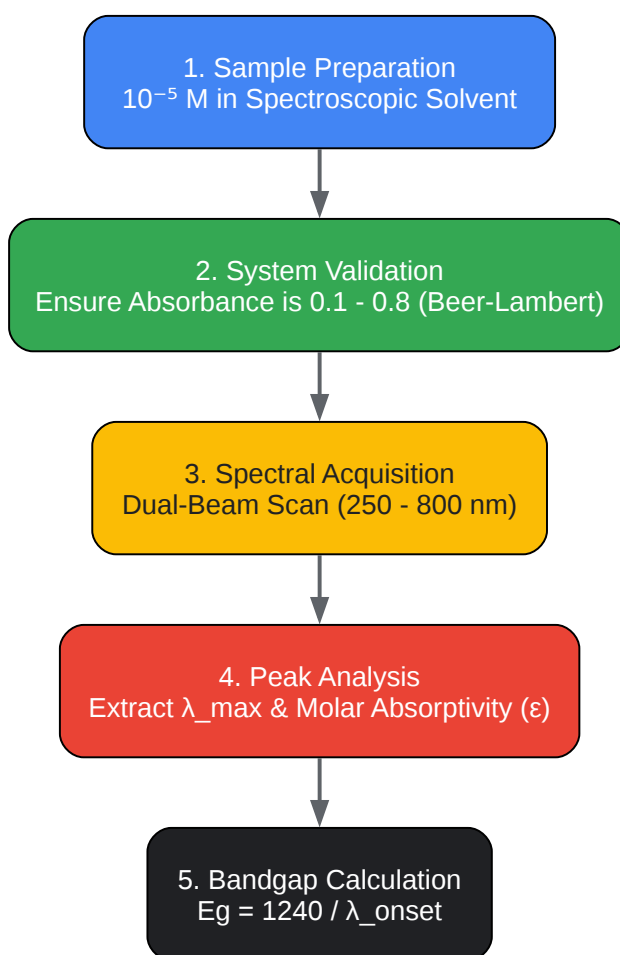 1. Sample Preparation
10⁻⁵ M in Spectroscopic Solvent
2. System Validation
Ensure Absorbance is 0.1 - 0.8 (Beer-Lambert)
3. Spectral Acquisition
Dual-Beam Scan (250 - 800 nm)
4. Peak Analysis
Extract λ_max & Molar Absorptivity (ε)
5. Bandgap Calculation
Eg = 1240 / λ_onset